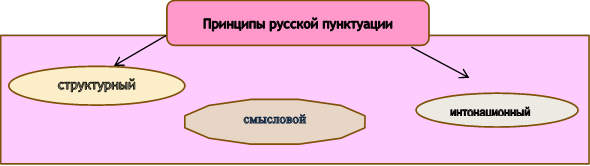 Принципы русской пунктуации
структурный
смысловой
интонационный